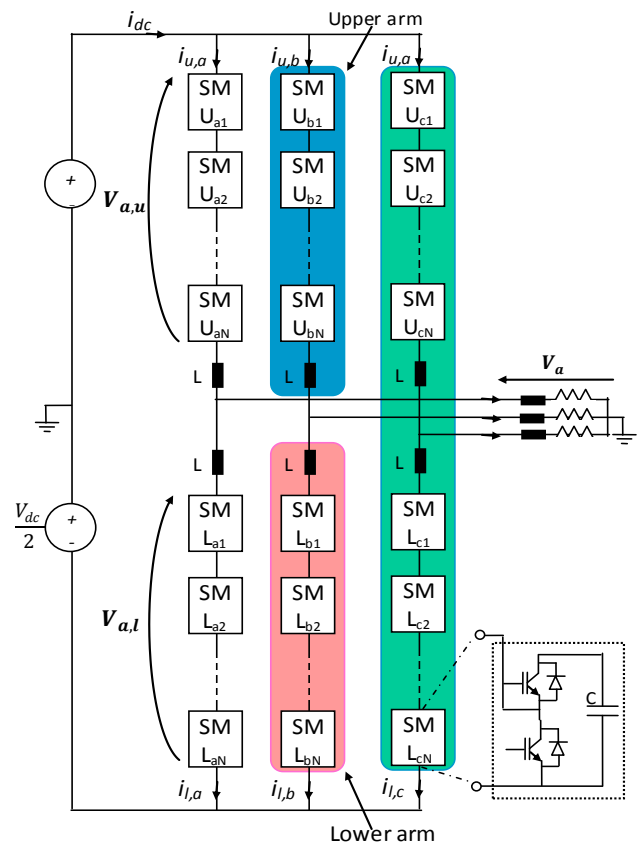 Upper arm
i_dc
i_u,a
i_u,b
i_u,a
SM U_a1
SM U_b1
SM U_c1
SM U_a2
SM U_b2
SM U_c2
V_a,u
+
-
SM U_aN
SM U_bN
SM U_cN
L
L
L
V_a
L
L
L
V_dc/2
+
-
SM L_a1
SM L_b1
SM L_c1
SM L_a2
SM L_b2
SM L_c2
V_a,l
C
SM L_aN
SM L_bN
SM L_cN
i_l,a
i_l,b
i_l,c
Lower arm